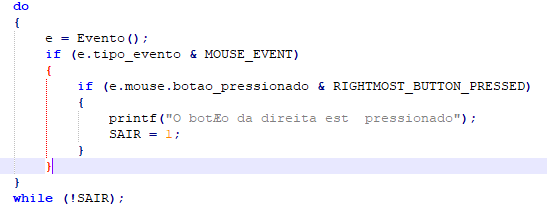 do
{
e = Evento();
if (e.tipo_evento & MOUSE_EVENT)
{
if (e.mouse.botao_pressionado & RIGHTMOST_BUTTON_PRESSED)
{
printf("O botÆo da direita est  pressionado");
SAIR = 1;
}
}
}
while (!SAIR);